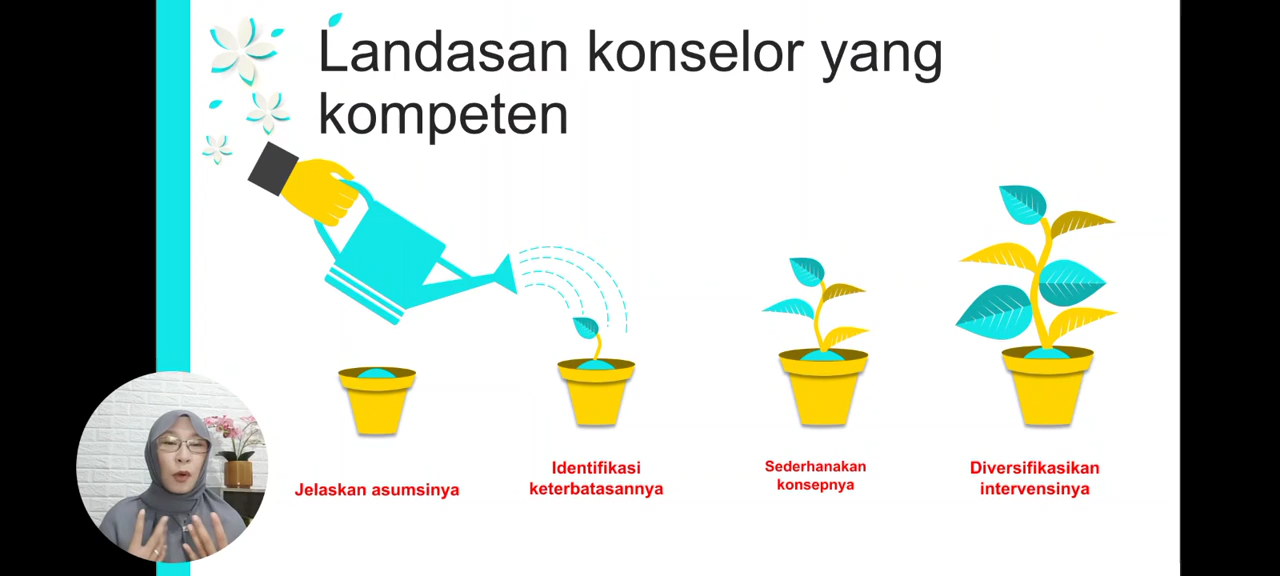 Landasan konselor yang
kompeten
Jelaskan asumsinya
Identifikasi
keterbatasannya
Sederhanakan
konsepnya
Diversifikasikan
intervensinya